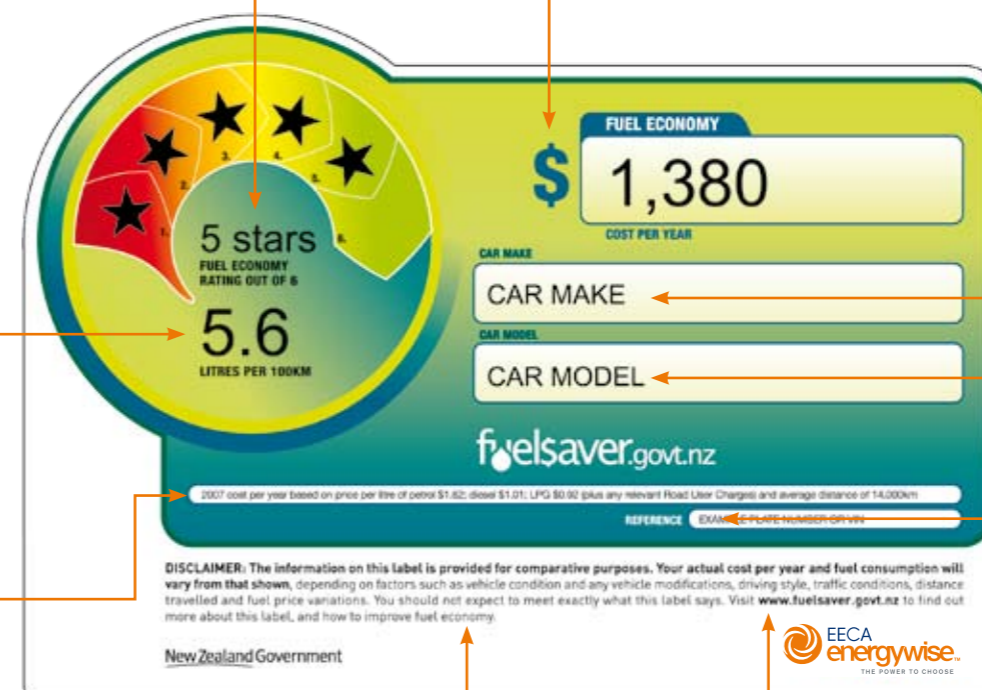 1.
2.
3.
4.
5.
6.
5 stars
FUEL ECONOMY
RATING OUT OF 6
5.6
LITRES PER 100KM
FUEL ECONOMY
$ 1,380
COST PER YEAR
CAR MAKE
CAR MAKE
CAR MODEL
CAR MODEL
fuelsaver.govt.nz
2007 cost per year based on price per litre of petrol $1.62; diesel $1.01; LPG $0.92 (plus any relevant Road User Charges) and average distance of 14,000km
REFERENCE EXAMPLE PLATE NUMBER OR VIN
DISCLAIMER: The information on this label is provided for comparative purposes. Your actual cost per year and fuel consumption will
vary from that shown, depending on factors such as vehicle condition and any vehicle modifications, driving style, traffic conditions, distance
travelled and fuel price variations. You should not expect to meet exactly what this label says. Visit www.fuelsaver.govt.nz to find out
more about this label, and how to improve fuel economy.
New Zealand Government
EECA
energywise™
THE POWER TO CHOOSE